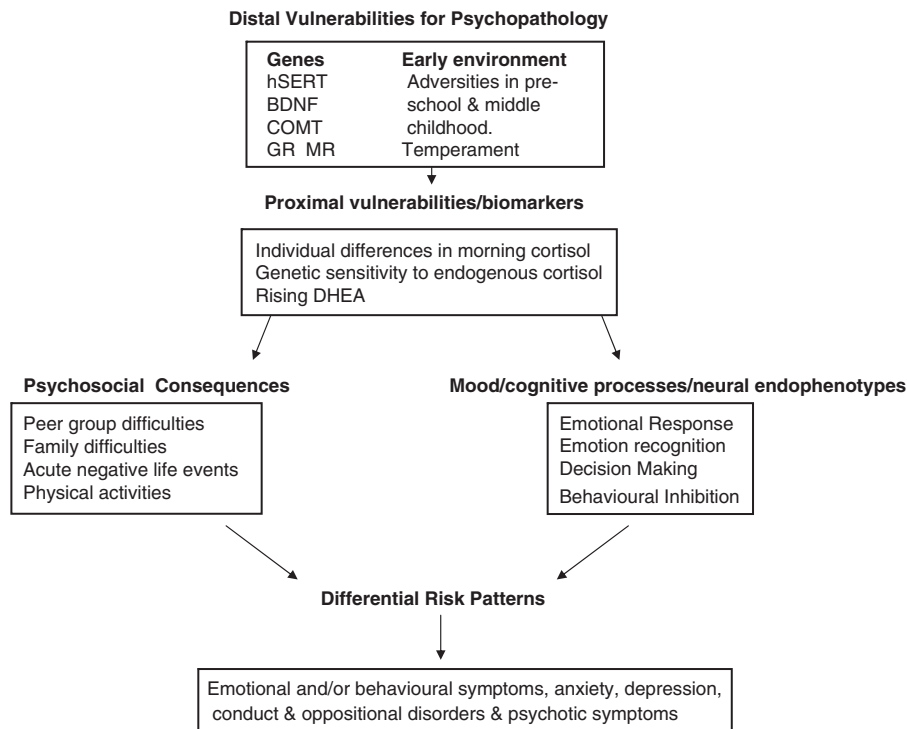 Distal Vulnerabilities for Psychopathology
Genes Early environment
hSERT Adversities in pre-
BDNF school & middle
COMT childhood.
GR MR Temperament
Proximal vulnerabilities/biomarkers
Individual differences in morning cortisol
Genetic sensitivity to endogenous cortisol
Rising DHEA
Psychosocial Consequences
Peer group difficulties
Family difficulties
Acute negative life events
Physical activities
Mood/cognitive processes/neural endophenotypes
Emotional Response
Emotion recognition
Decision Making
Behavioural Inhibition
Differential Risk Patterns
Emotional and/or behavioural symptoms, anxiety, depression,
conduct & oppositional disorders & psychotic symptoms